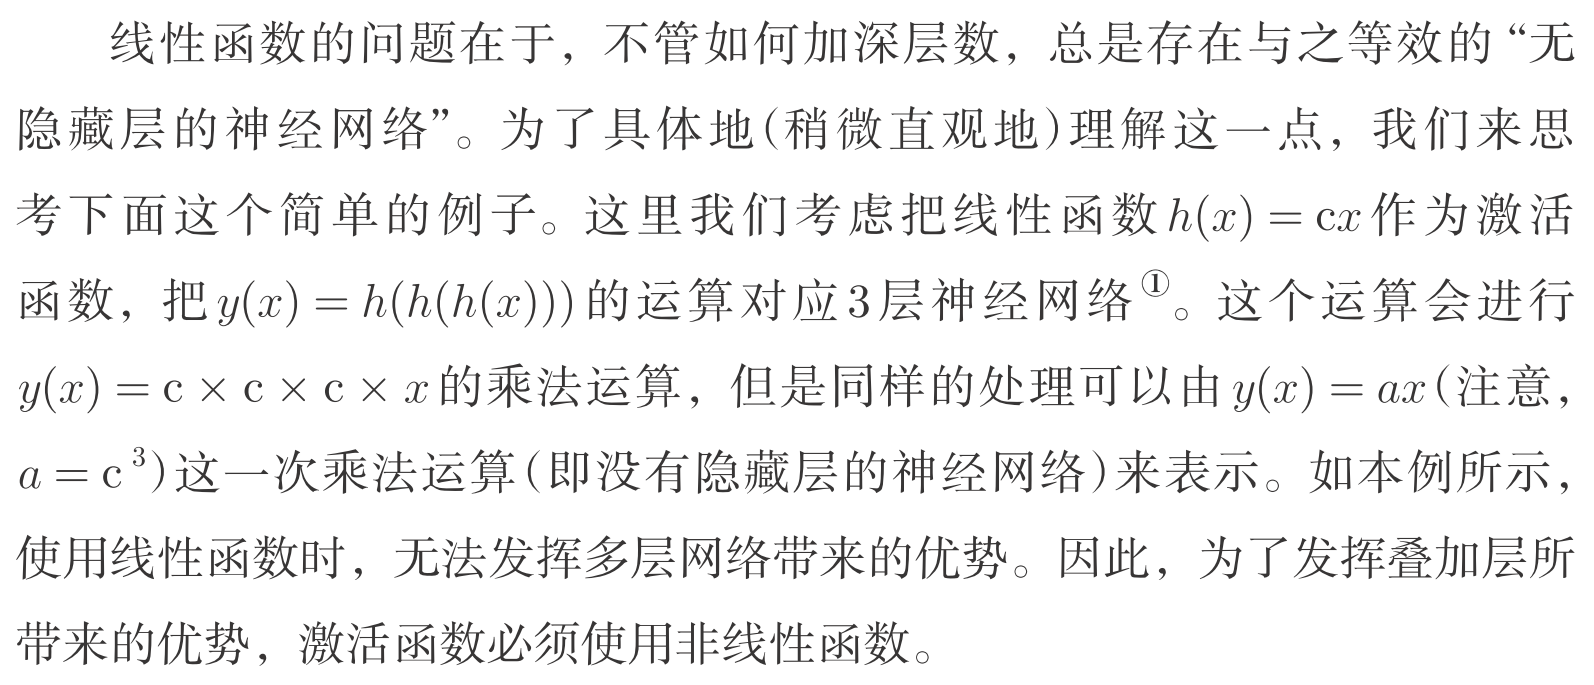 线性函数的问题在于，不管如何加深层数，总是存在与之等效的“无
隐藏层的神经网络”。为了具体地(稍微直观地)理解这一点，我们来思
考下面这个简单的例子。这里我们考虑把线性函数h(x) = cx作为激活
函数，把y(x) = h(h(h(x)))的运算对应3层神经网络①。这个运算会进行
y(x) = c × c × c × x的乘法运算，但是同样的处理可以由y(x) = ax(注意，
a = c³)这一次乘法运算(即没有隐藏层的神经网络)来表示。如本例所示，
使用线性函数时，无法发挥多层网络带来的优势。因此，为了发挥叠加层所
带来的优势，激活函数必须使用非线性函数。